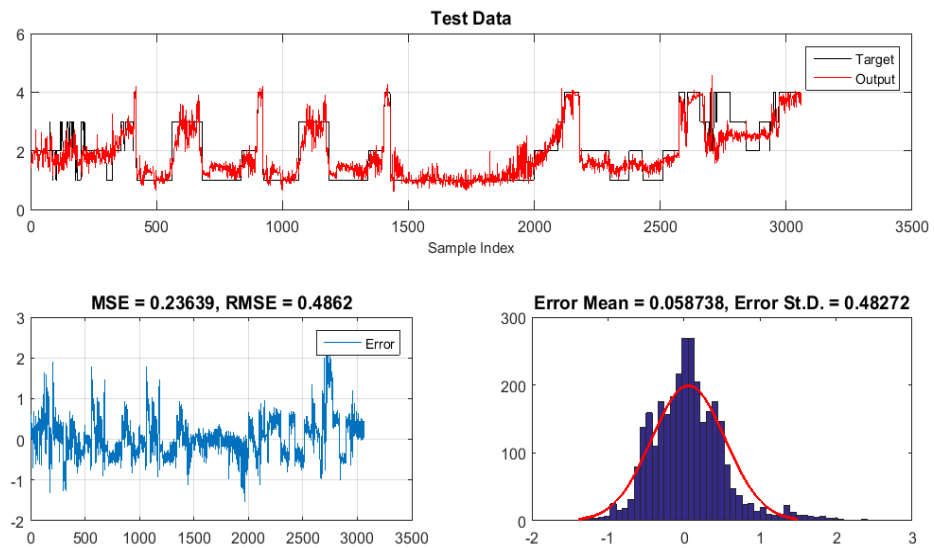 Test Data
6
4
2
0
Target
Output
0 500 1000 1500 2000 2500 3000 3500
Sample Index
MSE = 0.23639, RMSE = 0.4862
3
2
1
0
-1
-2
Error
0 500 1000 1500 2000 2500 3000 3500
Error Mean = 0.058738, Error St.D. = 0.48272
300
200
100
0
-2 -1 0 1 2 3